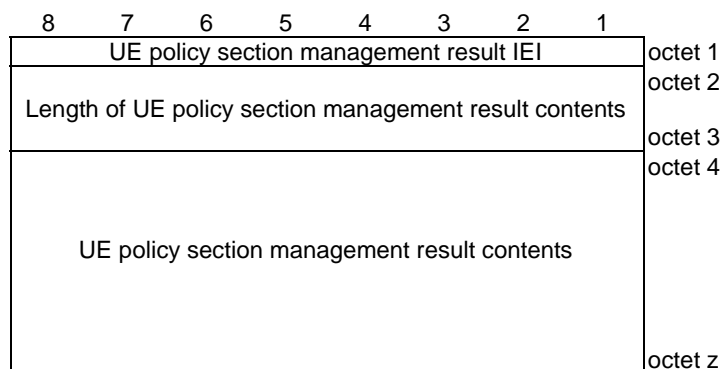 8 7 6 5 4 3 2 1
UE policy section management result IEI octet 1
octet 2
Length of UE policy section management result contents
octet 3
octet 4
UE policy section management result contents
octet z